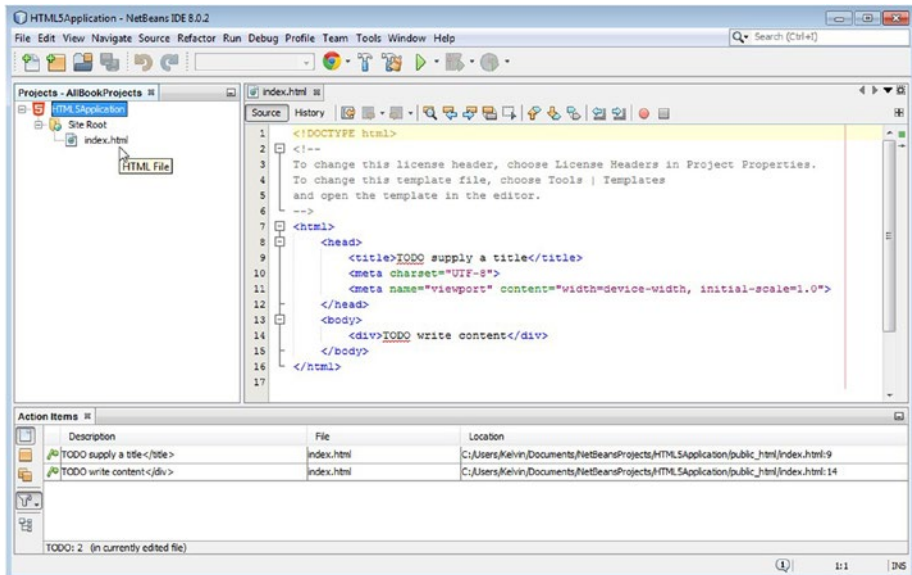 HTML5Application - NetBeans IDE 8.0.2
File Edit View Navigate Source Refactor Run Debug Profile Team Tools Window Help
Search (Ctrl+I)
Projects - AllBookProjects
HTML5Application
Site Root
index.html
HTML File
index.html
Source History
1 <!DOCTYPE html>
2 <!--
3 To change this license header, choose License Headers in Project Properties.
4 To change this template file, choose Tools | Templates
5 and open the template in the editor.
6 -->
7 <html>
8 <head>
9 <title>TODO supply a title</title>
10 <meta charset="UTF-8">
11 <meta name="viewport" content="width=device-width, initial-scale=1.0">
12 </head>
13 <body>
14 <div>TODO write content</div>
15 </body>
16 </html>
17
Action Items
Description File Location
TODO supply a title</title> index.html C:/Users/Kelvin/Documents/NetBeansProjects/HTML5Application/public_html/index.html:9
TODO write content</div> index.html C:/Users/Kelvin/Documents/NetBeansProjects/HTML5Application/public_html/index.html:14
TODO: 2 (in currently edited file)
1 1:1 INS